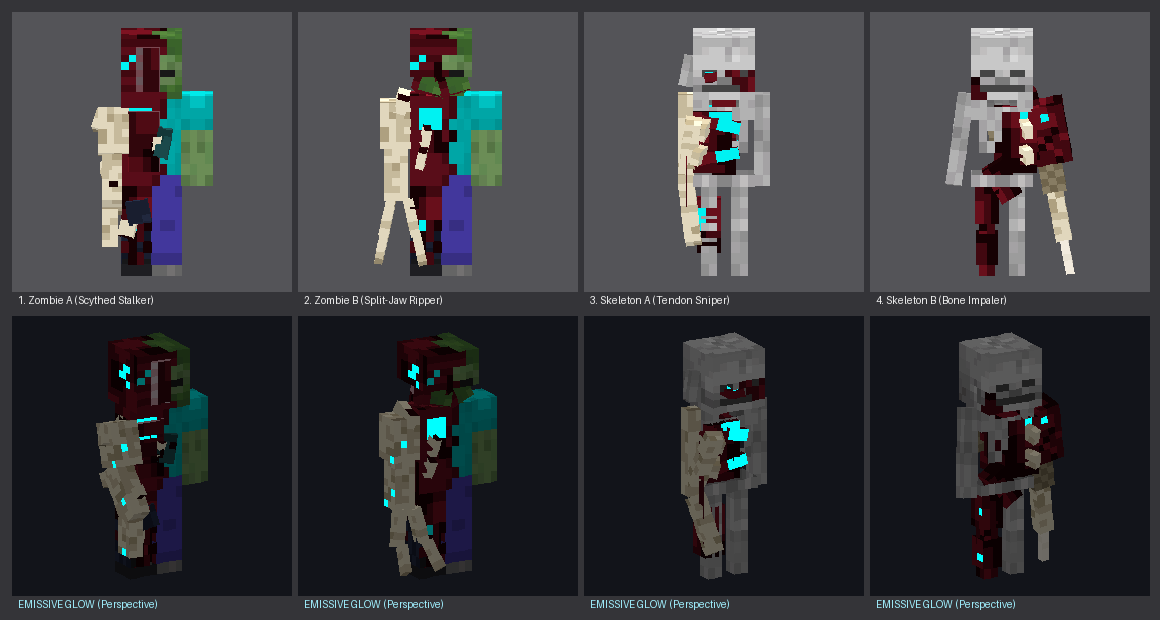 1. Zombie A (Scythed Stalker)
2. Zombie B (Split-Jaw Ripper)
3. Skeleton A (Tendon Sniper)
4. Skeleton B (Bone Impaler)
EMISSIVE GLOW (Perspective)
EMISSIVE GLOW (Perspective)
EMISSIVE GLOW (Perspective)
EMISSIVE GLOW (Perspective)